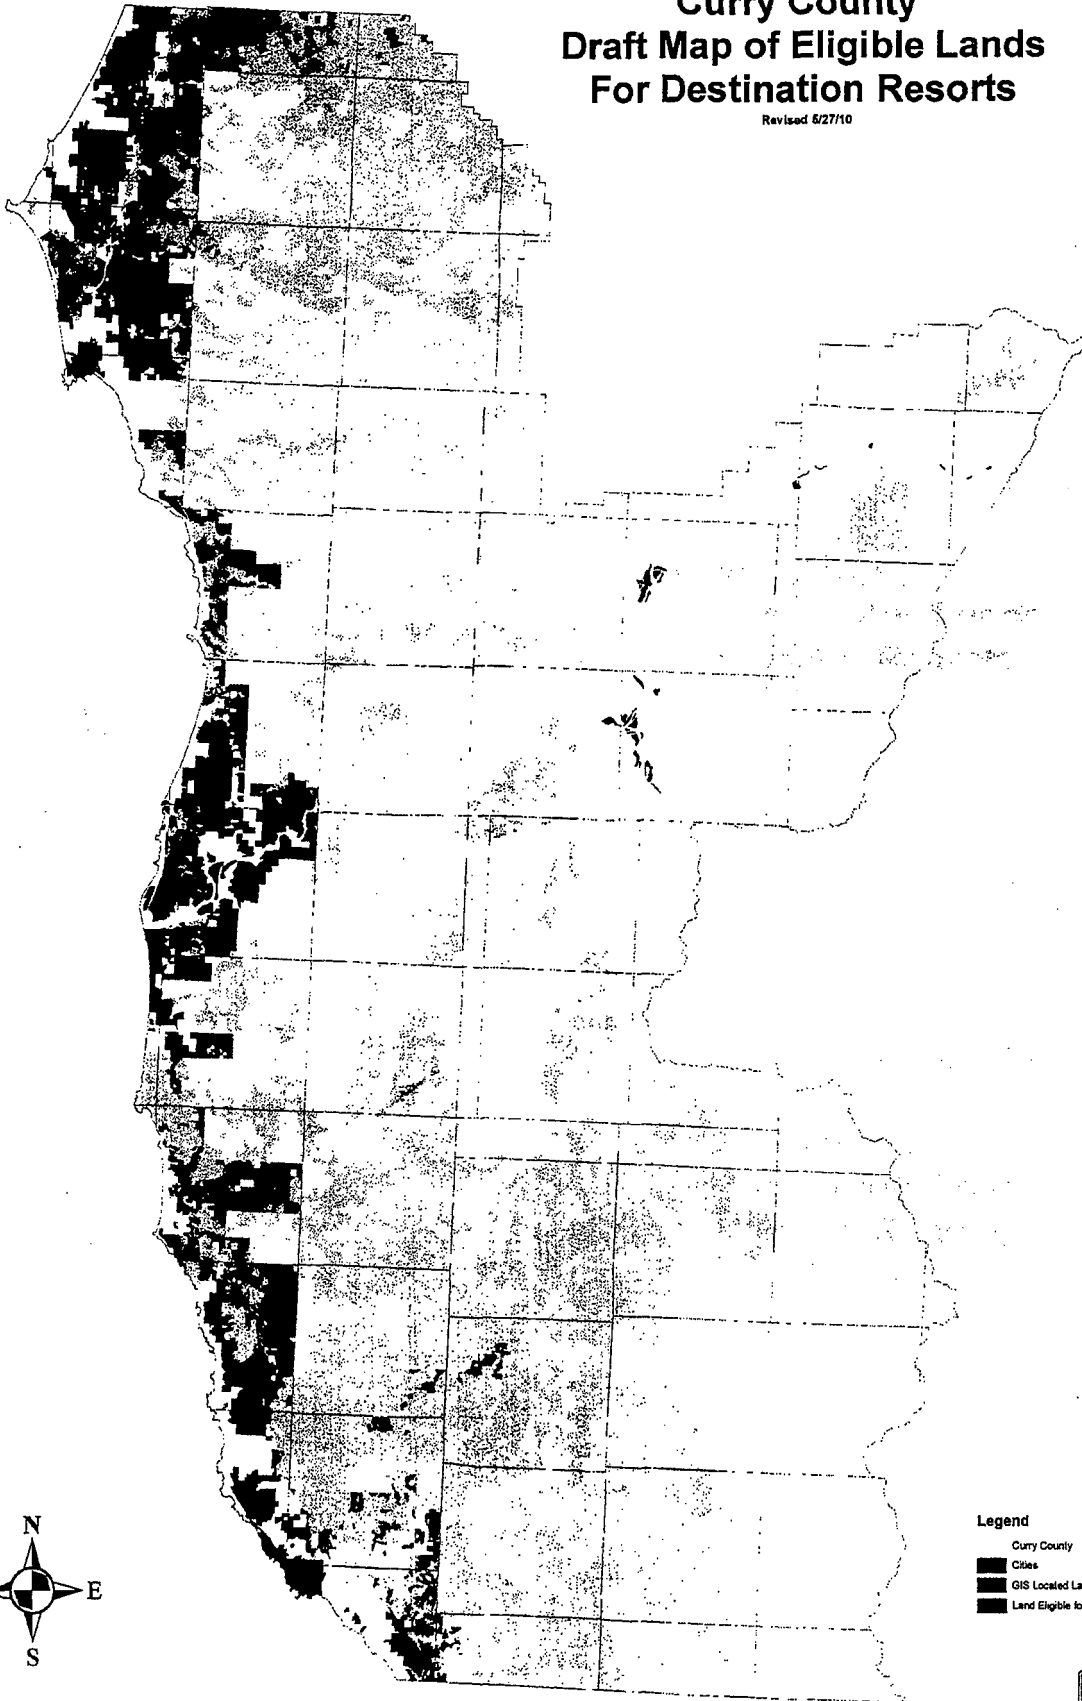 Curry County
Draft Map of Eligible Lands
For Destination Resorts
Revised 5/27/10
N
E
S
Legend
Curry County
Cities
GIS Located La
Land Eligible fo